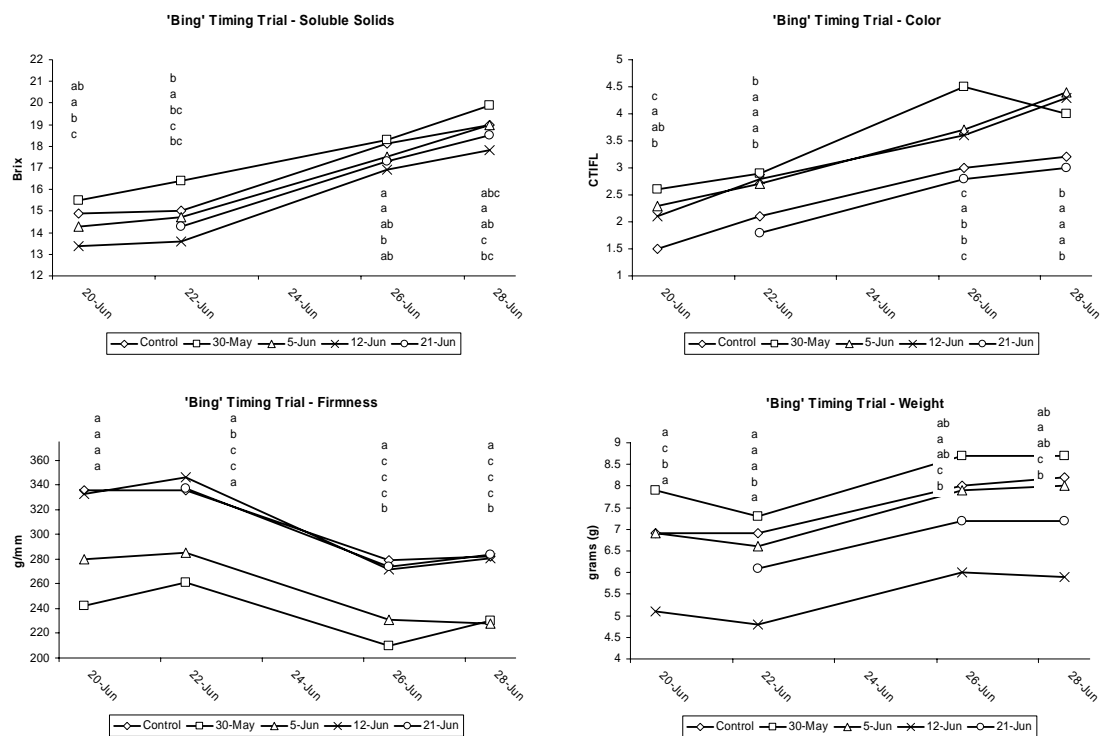 'Bing' Timing Trial - Soluble Solids
22
21
20
19
18
17
16
15
14
13
12
Brix
ab
a
b
c
b
a
bc
c
bc
a
a
ab
b
ab
abc
a
ab
c
bc
20-Jun
22-Jun
24-Jun
26-Jun
28-Jun
Control 30-May 5-Jun 12-Jun 21-Jun
'Bing' Timing Trial - Color
5
4.5
4
3.5
3
2.5
2
1.5
1
CTIFL
c
a
ab
b
b
a
a
a
b
c
a
b
b
c
b
a
a
a
b
20-Jun
22-Jun
24-Jun
26-Jun
28-Jun
Control 30-May 5-Jun 12-Jun 21-Jun
'Bing' Timing Trial - Firmness
360
340
320
300
280
260
240
220
200
g/mm
a
a
a
a
a
b
c
c
a
a
c
c
c
b
a
c
c
c
b
20-Jun
22-Jun
24-Jun
26-Jun
28-Jun
Control 30-May 5-Jun 12-Jun 21-Jun
'Bing' Timing Trial - Weight
9
8.5
8
7.5
7
6.5
6
5.5
5
4.5
4
grams (g)
a
c
b
a
a
a
a
b
a
ab
a
ab
c
b
ab
a
ab
c
b
20-Jun
22-Jun
24-Jun
26-Jun
28-Jun
Control 30-May 5-Jun 12-Jun 21-Jun